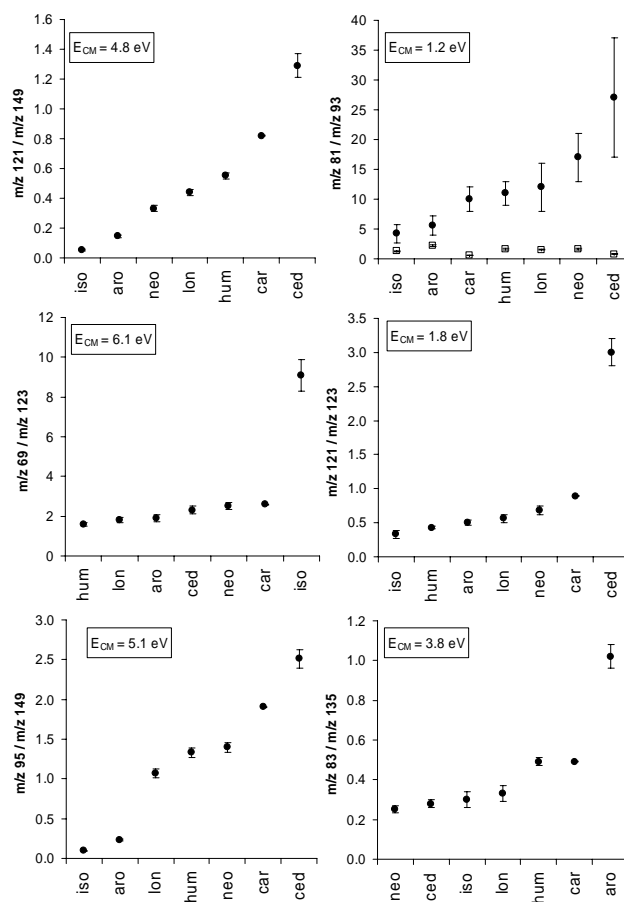 E_CM = 4.8 eV
m/z 121 / m/z 149
1.6
1.4
1.2
1.0
0.8
0.6
0.4
0.2
0.0
iso aro neo lon hum car ced
E_CM = 1.2 eV
m/z 81 / m/z 93
40
35
30
25
20
15
10
5
0
iso aro car hum lon neo ced
E_CM = 6.1 eV
m/z 69 / m/z 123
12
10
8
6
4
2
0
hum lon aro ced neo car iso
E_CM = 1.8 eV
m/z 121 / m/z 123
3.5
3.0
2.5
2.0
1.5
1.0
0.5
0.0
iso hum aro lon neo car ced
E_CM = 5.1 eV
m/z 95 / m/z 149
3.0
2.5
2.0
1.5
1.0
0.5
0.0
iso aro lon hum neo car ced
E_CM = 3.8 eV
m/z 83 / m/z 135
1.2
1.0
0.8
0.6
0.4
0.2
0.0
neo ced iso lon hum car aro